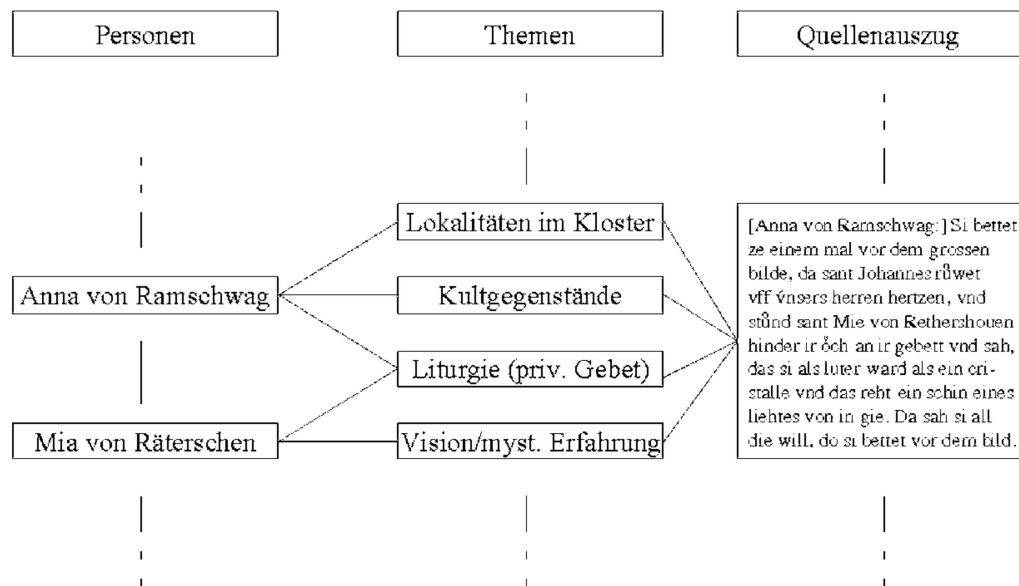 Personen
Themen
Quellenauszug
Lokalitäten im Kloster
Anna von Ramschwag
Kultgegenstände
Liturgie (priv. Gebet)
Mia von Räterschen
Vision/myst. Erfahrung
[Anna von Ramschwag:] Si bettet
ze einem mal vor dem grossen
bilde, da sant Johannes růwet
vff v́nsers herren hertzen, vnd
stůnd sant Mie von Rethershouen
hinder ir o̊ch an ir gebett vnd sah,
das si als luter ward als ein cri-
stalle vnd das reht ein schin eines
liehtes von in gie. Da sah si all
die will, do si bettet vor dem bild.